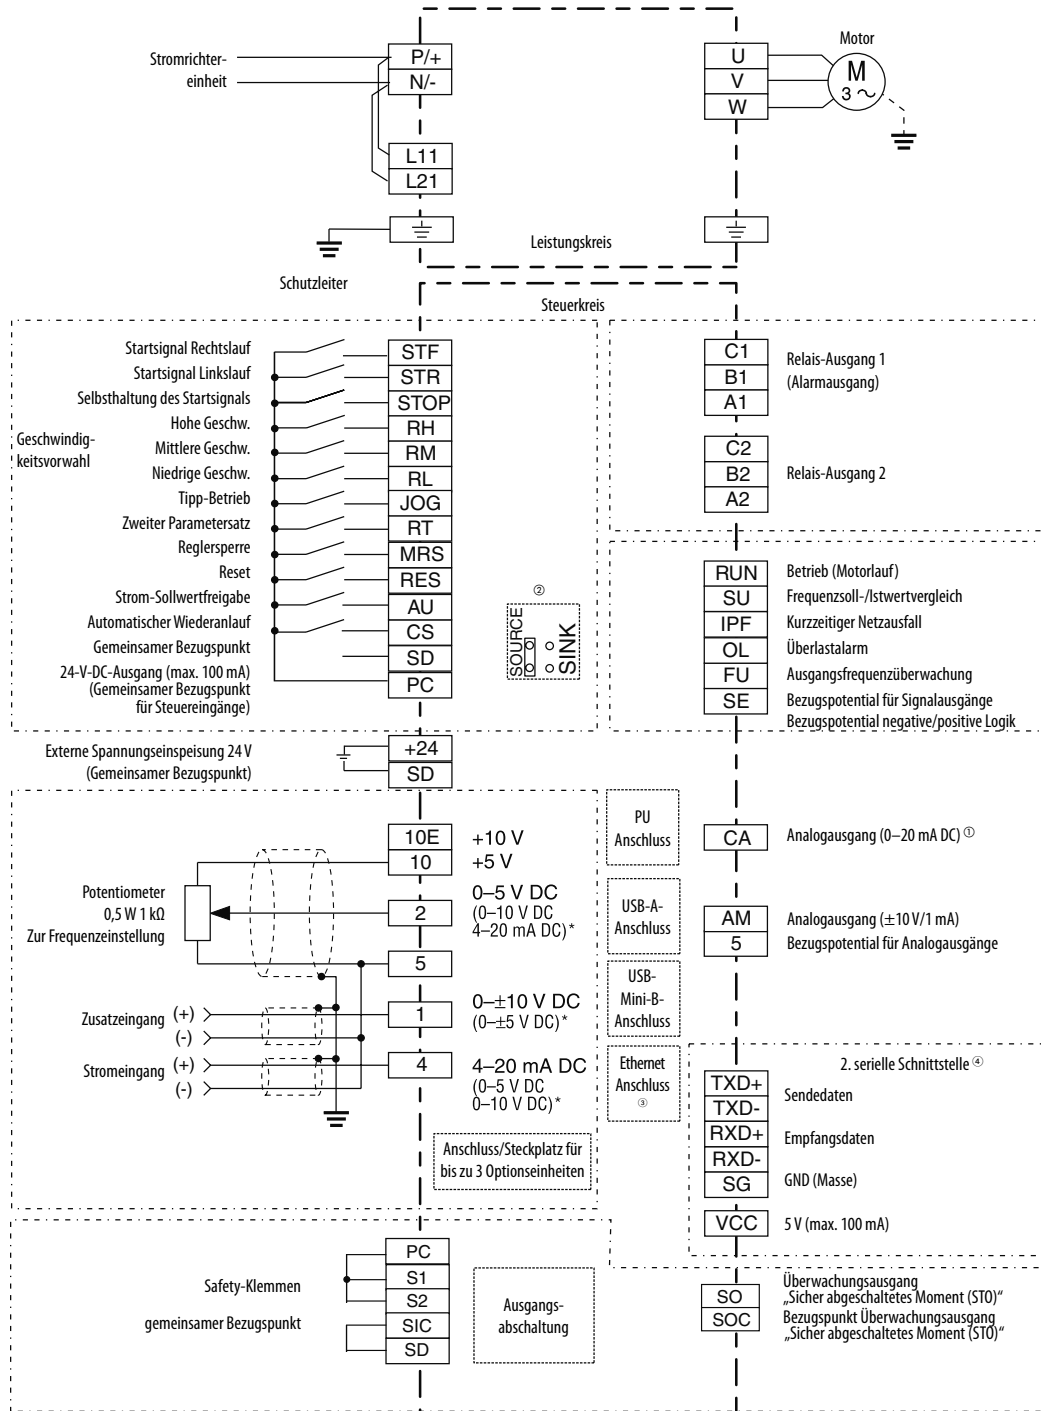 Stromrichter-
einheit
P/+
N/-
L11
L21
U
V
W
Motor
M
3 ~
Leistungskreis
Schutzleiter
Steuerkreis
Geschwindig-
keitsvorwahl
Startsignal Rechtslauf
STF
Startsignal Linkslauf
STR
Selbsthaltung des Startsignals
STOP
Hohe Geschw.
RH
Mittlere Geschw.
RM
Niedrige Geschw.
RL
Tipp-Betrieb
JOG
Zweiter Parametersatz
RT
Reglersperre
MRS
Reset
RES
Strom-Sollwertfreigabe
AU
Automatischer Wiederanlauf
CS
Gemeinsamer Bezugspunkt
SD
24-V-DC-Ausgang (max. 100 mA)
(Gemeinsamer Bezugspunkt
für Steuereingänge)
PC
②
SOURCE
SINK
C1
B1
A1
Relais-Ausgang 1
(Alarmausgang)
C2
B2
A2
Relais-Ausgang 2
RUN
Betrieb (Motorlauf)
SU
Frequenzsoll-/Istwertvergleich
IPF
Kurzzeitiger Netzausfall
OL
Überlastalarm
FU
Ausgangsfrequenzüberwachung
SE
Bezugspotential für Signalausgänge
Bezugspotential negative/positive Logik
Externe Spannungseinspeisung 24 V
(Gemeinsamer Bezugspunkt)
+24
SD
10E
+10 V
10
+5 V
Potentiometer
0,5 W 1 kΩ
Zur Frequenzeinstellung
2
0–5 V DC
(0–10 V DC
4–20 mA DC)*
5
Zusatzeingang
(+)
(-)
1
0–±10 V DC
(0–±5 V DC)*
Stromeingang
(+)
(-)
4
4–20 mA DC
(0–5 V DC
0–10 V DC)*
Anschluss/Steckplatz für
bis zu 3 Optionseinheiten
PU
Anschluss
USB-A-
Anschluss
USB-
Mini-B-
Anschluss
Ethernet
Anschluss
③
CA
Analogausgang (0–20 mA DC) ①
AM
Analogausgang (±10 V/1 mA)
5
Bezugspotential für Analogausgänge
2. serielle Schnittstelle ④
TXD+
TXD-
Sendedaten
RXD+
RXD-
Empfangsdaten
SG
GND (Masse)
VCC
5 V (max. 100 mA)
Safety-Klemmen
gemeinsamer Bezugspunkt
PC
S1
S2
SIC
SD
Ausgangs-
abschaltung
SO
Überwachungsausgang
„Sicher abgeschaltetes Moment (STO)“
SOC
Bezugspunkt Überwachungsausgang
„Sicher abgeschaltetes Moment (STO)“